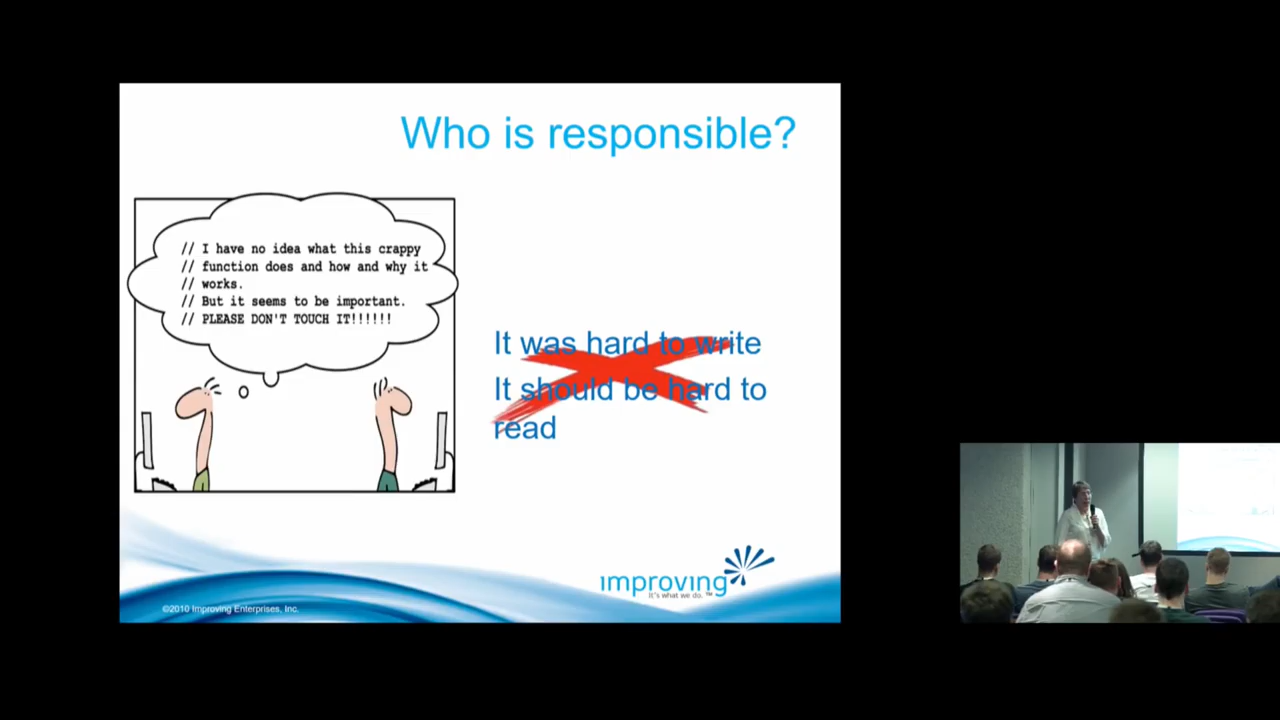 Who is responsible?
// I have no idea what this crappy
// function does and how and why it
// works.
// But it seems to be important.
// PLEASE DON'T TOUCH IT!!!!!!
It was hard to write
It should be hard to
read
improving
It's what we do. ™
©2010 Improving Enterprises, Inc.